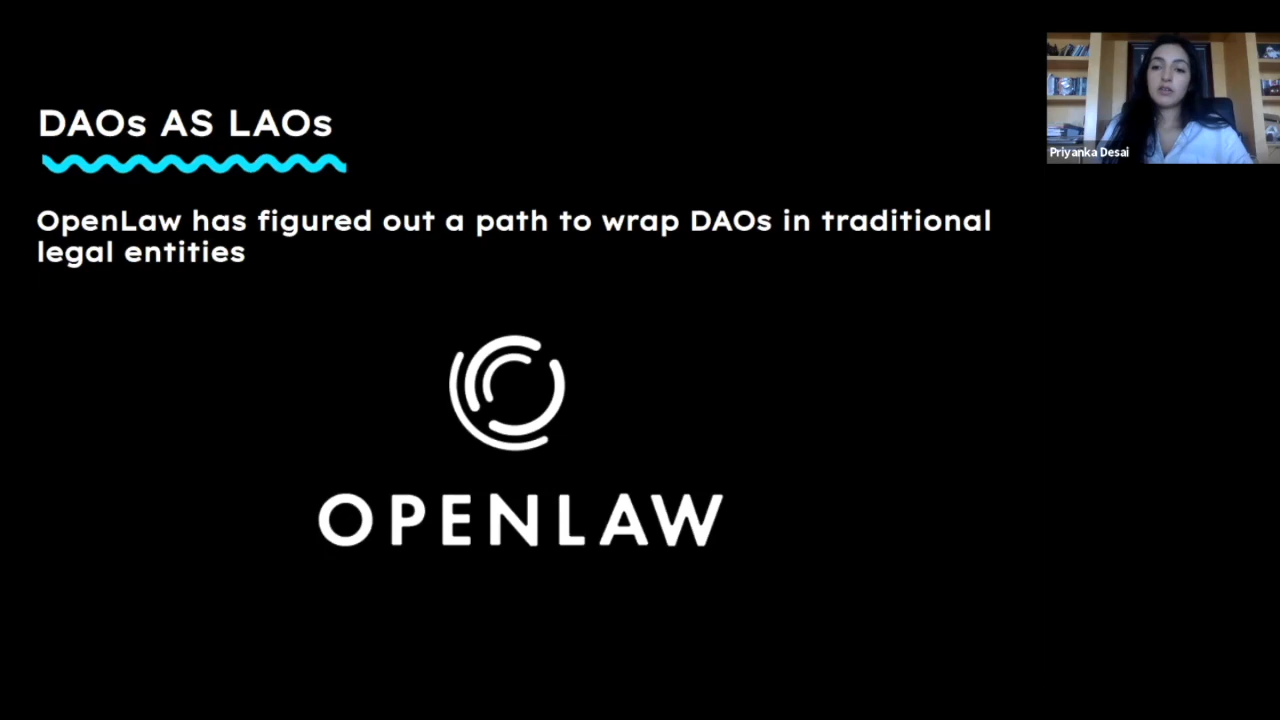 DAOs AS LAOs
OpenLaw has figured out a path to wrap DAOs in traditional
legal entities
OPENLAW
Priyanka Desai